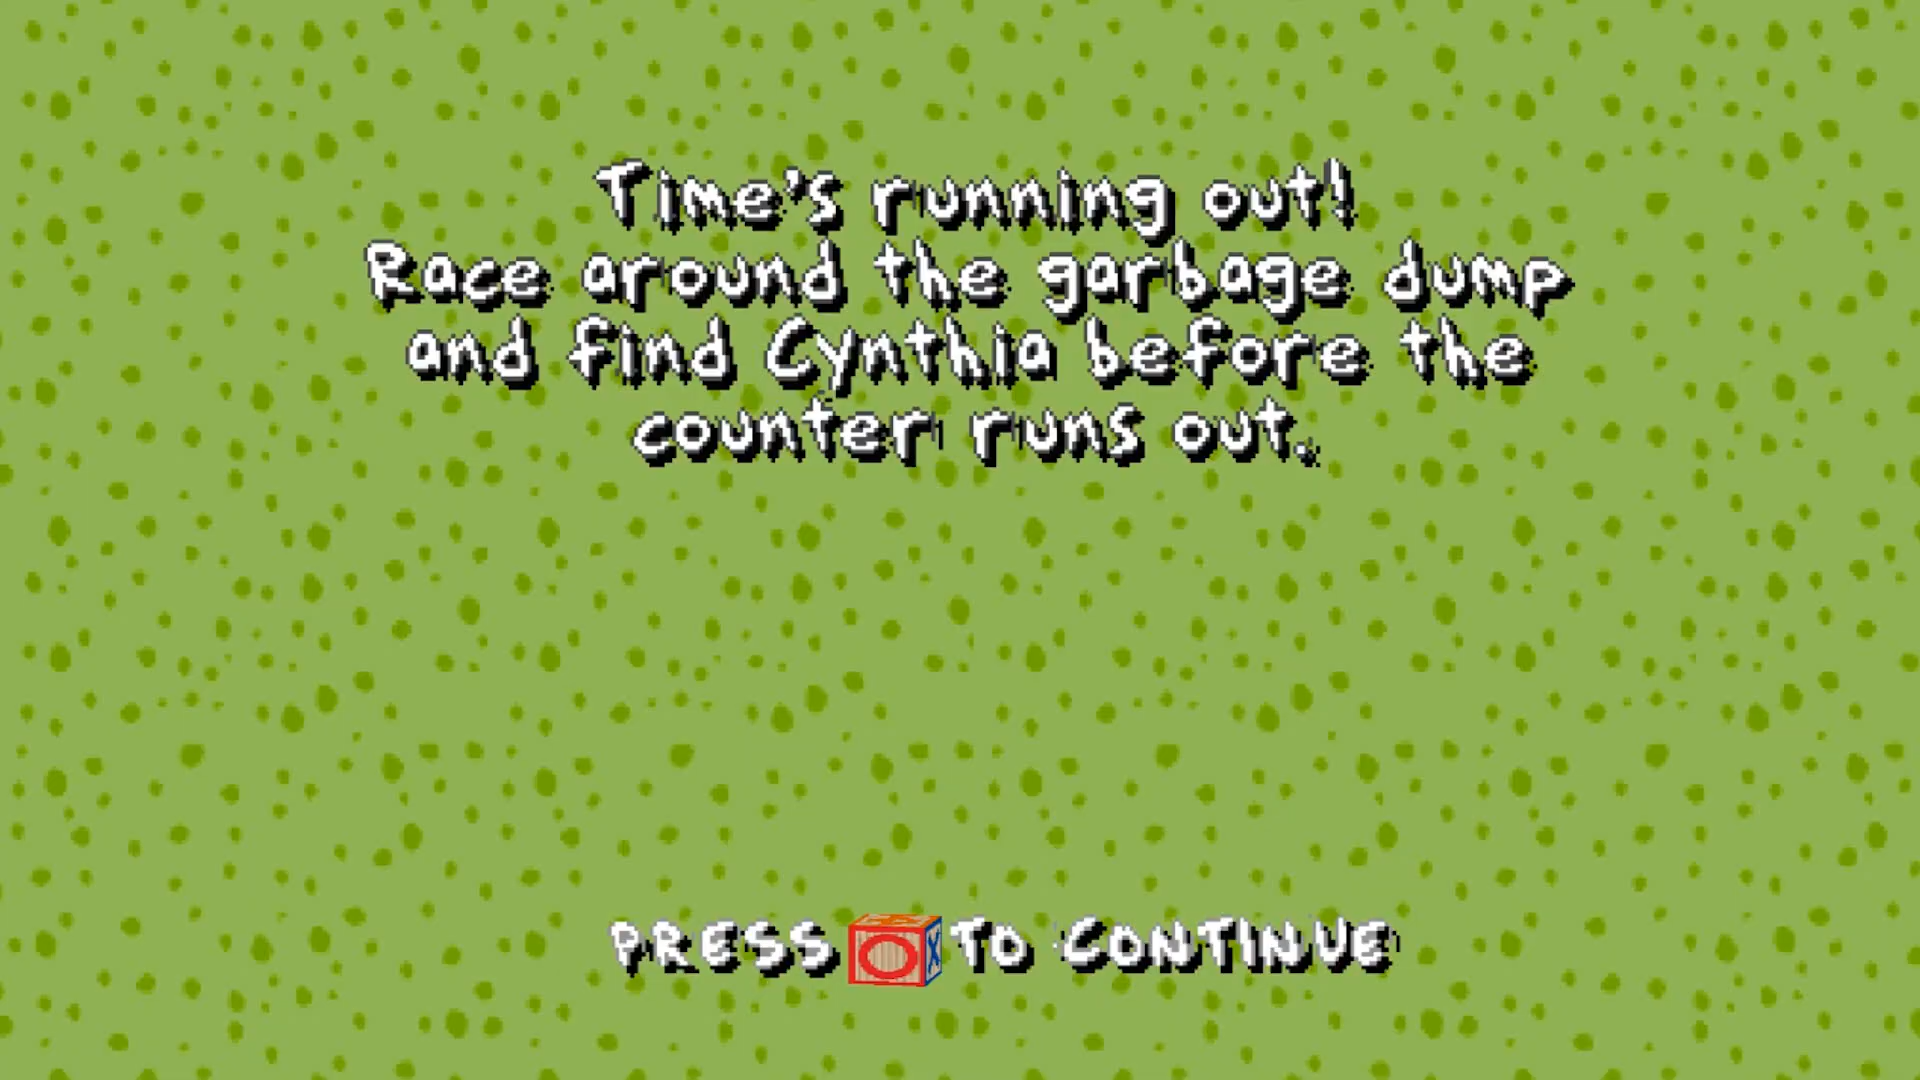 Time's running out!
Race around the garbage dump
and find Cynthia before the
counter runs out.
PRESS O X TO CONTINUE